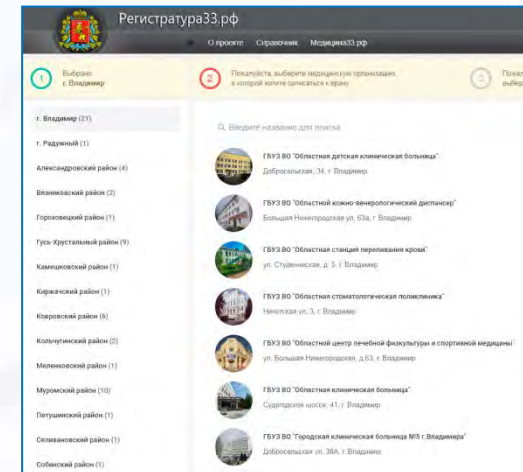 Регистратура33.рф
О проекте Справочник Медицина33.рф
1 Выбрано
г. Владимир
2 Пожалуйста, выберите медицинскую организацию,
в которой хотите записаться к врачу
3
г. Владимир (21)
г. Радужный (1)
Александровский район (4)
Вязниковский район (2)
Гороховецкий район (1)
Гусь-Хрустальный район (9)
Камешковский район (1)
Киржачский район (1)
Ковровский район (6)
Кольчугинский район (2)
Меленковский район (1)
Муромский район (10)
Петушинский район (1)
Селивановский район (1)
Собинский район (1)
Введите название для поиска
ГБУЗ ВО "Областная детская клиническая больница"
Добросельская, 34, г. Владимир
ГБУЗ ВО "Областной кожно-венерологический диспансер"
Большая Нижегородская ул, 63а, г. Владимир
ГБУЗ ВО "Областная станция переливания крови"
ул. Студенческая, д. 5, г. Владимир
ГБУЗ ВО "Областная стоматологическая поликлиника"
Никитская ул. 3, г. Владимир
ГБУЗ ВО "Областной центр лечебной физкультуры и спортивной медицины"
ул. Большая Нижегородская, д.63, г. Владимир
ГБУЗ ВО "Областная клиническая больница"
Судогодское шоссе, 41, г. Владимир
ГБУЗ ВО "Городская клиническая больница №5 г.Владимира"
Добросельская ул, 38А, г. Владимир